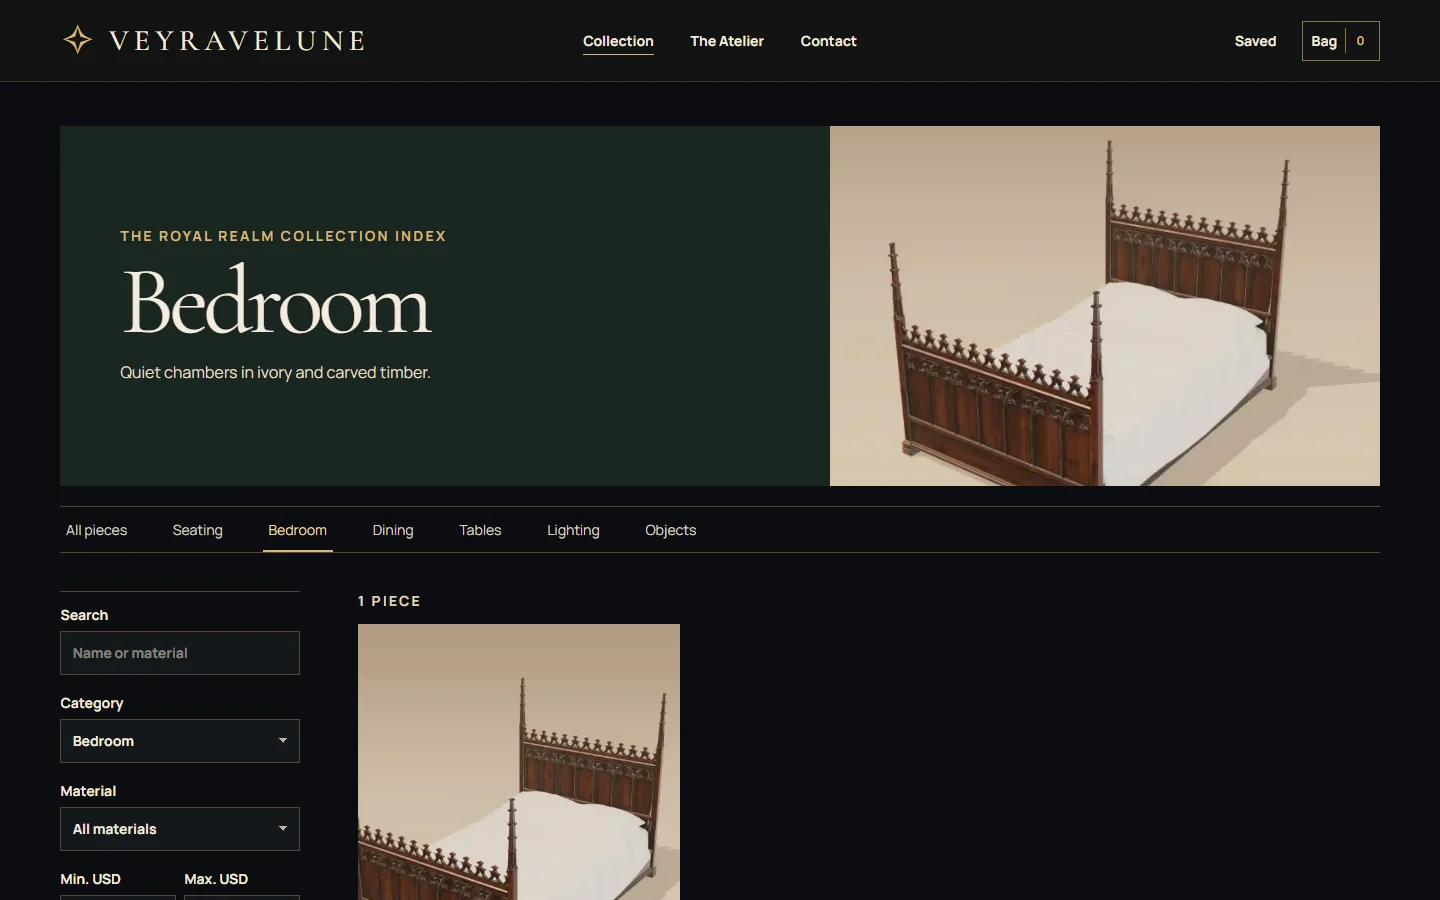 VEYRAVELUNE
Collection The Atelier Contact
Saved Bag 0
THE ROYAL REALM COLLECTION INDEX
Bedroom
Quiet chambers in ivory and carved timber.
All pieces Seating Bedroom Dining Tables Lighting Objects
Search
Name or material
Category
Bedroom
Material
All materials
Min. USD Max. USD
1 PIECE